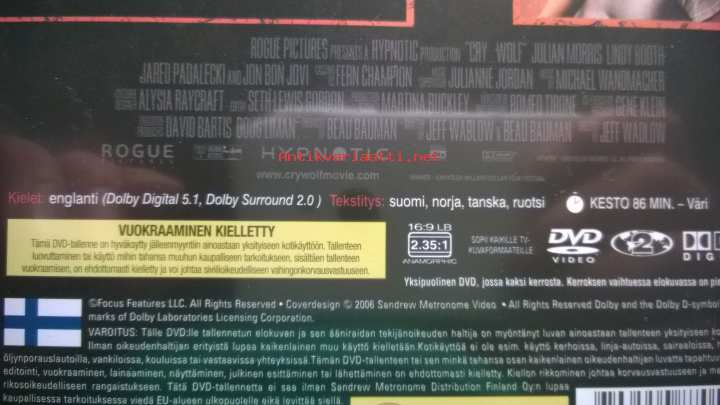 ROGUE PICTURES PRESENTS A HYPNOTIC PRODUCTION "CRY_WOLF" JULIAN MORRIS LINDY BOOTH
JARED PADALECKI AND JON BON JOVI FERN CHAMPION JULIANNE JORDAN MICHAEL WANDMACHER
ALYSIA RAYCRAFT SETH LEWIS GORDON MARTINA BUCKLEY ROMEO TIRONE GENE KLEIN
DAVID BARTIS DOUG LIMAN BEAU BAUMAN JEFF WADLOW & BEAU BAUMAN JEFF WADLOW
ROGUE PICTURES HYPNOTIC
Antikvariaatti.net
www.crywolfmovie.com
Kielet: englanti (Dolby Digital 5.1, Dolby Surround 2.0) Tekstitys: suomi, norja, tanska, ruotsi KESTO 86 MIN. – Väri
VUOKRAAMINEN KIELLETTY
Tämä DVD-tallenne on hyväksytty jälleenmyyntiin ainoastaan yksityiseen kotikäyttöön. Tallenteen
luovuttaminen tai käyttö mihin tahansa muuhun kaupalliseen tarkoitukseen, sisältäen tallenteen
vuokraamisen, on ehdottomasti kielletty ja voi johtaa siviilioikeudelliseen vahingonkorvausvastuuseen.
16:9 LB
2.35:1
ANAMORPHIC
SOPII KAIKILLE TV-
KUVAFORMAATEILLE.
DVD
VIDEO
2
Yksipuolinen DVD, jossa kaksi kerrosta. Kerroksen vaihtuessa elokuvassa on
©Focus Features LLC. All Rights Reserved • Coverdesign © 2006 Sandrew Metronome Video • All Rights Reserved Dolby and the Dolby D-symbol
marks of Dolby Laboratories Licensing Corporation.
VAROITUS: Tälle DVD:lle tallennetun elokuvan ja sen ääniraidan tekijänoikeuden haltija on myöntänyt luvan ainoastaan tallenteen yksityiseen
Ilman oikeudenhaltijan erityistä lupaa kaikenlainen muu käyttö kielletään.Kotikäyttöä ei ole esim. käyttö kerhoissa, linja-autoissa, sairaaloissa,
öljynporauslautoilla, vankiloissa, kouluissa tai vastaavissa yhteyksissä.Tämän DVD-tallenteen tai sen minkä tahansa osan kaikenlainen oikeudenhaltijan luvatta tapahtuva
editointi, vuokraaminen, lainaaminen, näyttäminen, julkinen esittäminen tai lähettäminen on ehdottomasti kielletty. Kiellon rikkominen johtaa korvausvastuuseen ja
rikosoikeudelliseen rangaistukseen. Tätä DVD-tallennetta ei saa ilman Sandrew Metronome Distribution Finland Oy:n lupaa
kaupallisessa tarkoituksessa viedä EU-alueen ulkopuolelle eikä levittää siellä.